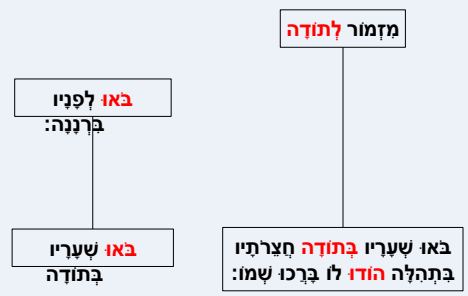 מִזְמוֹר לְתוֹדָה
בֹּאוּ לְפָנָיו
בִּרְנָנָה:
בֹּאוּ שְׁעָרָיו בְּתוֹדָה חֲצֵרֹתָיו
בִּתְהִלָּה הוֹדוּ לוֹ בָּרֲכוּ שְׁמוֹ:
בֹּאוּ שְׁעָרָיו
בְּתוֹדָה